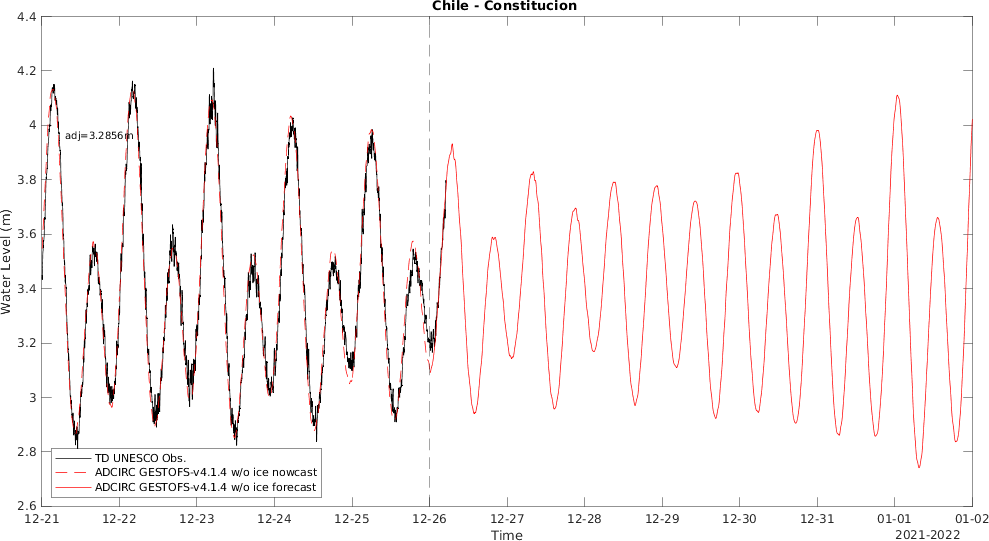 Chile - Constitucion
4.4
4.2
4
3.8
3.6
3.4
3.2
3
2.8
2.6
Water Level (m)
adj=3.2856m
TD UNESCO Obs.
ADCIRC GESTOFS-v4.1.4 w/o ice nowcast
ADCIRC GESTOFS-v4.1.4 w/o ice forecast
12-21 12-22 12-23 12-24 12-25 12-26 12-27 12-28 12-29 12-30 12-31 01-01 01-02
Time
2021-2022